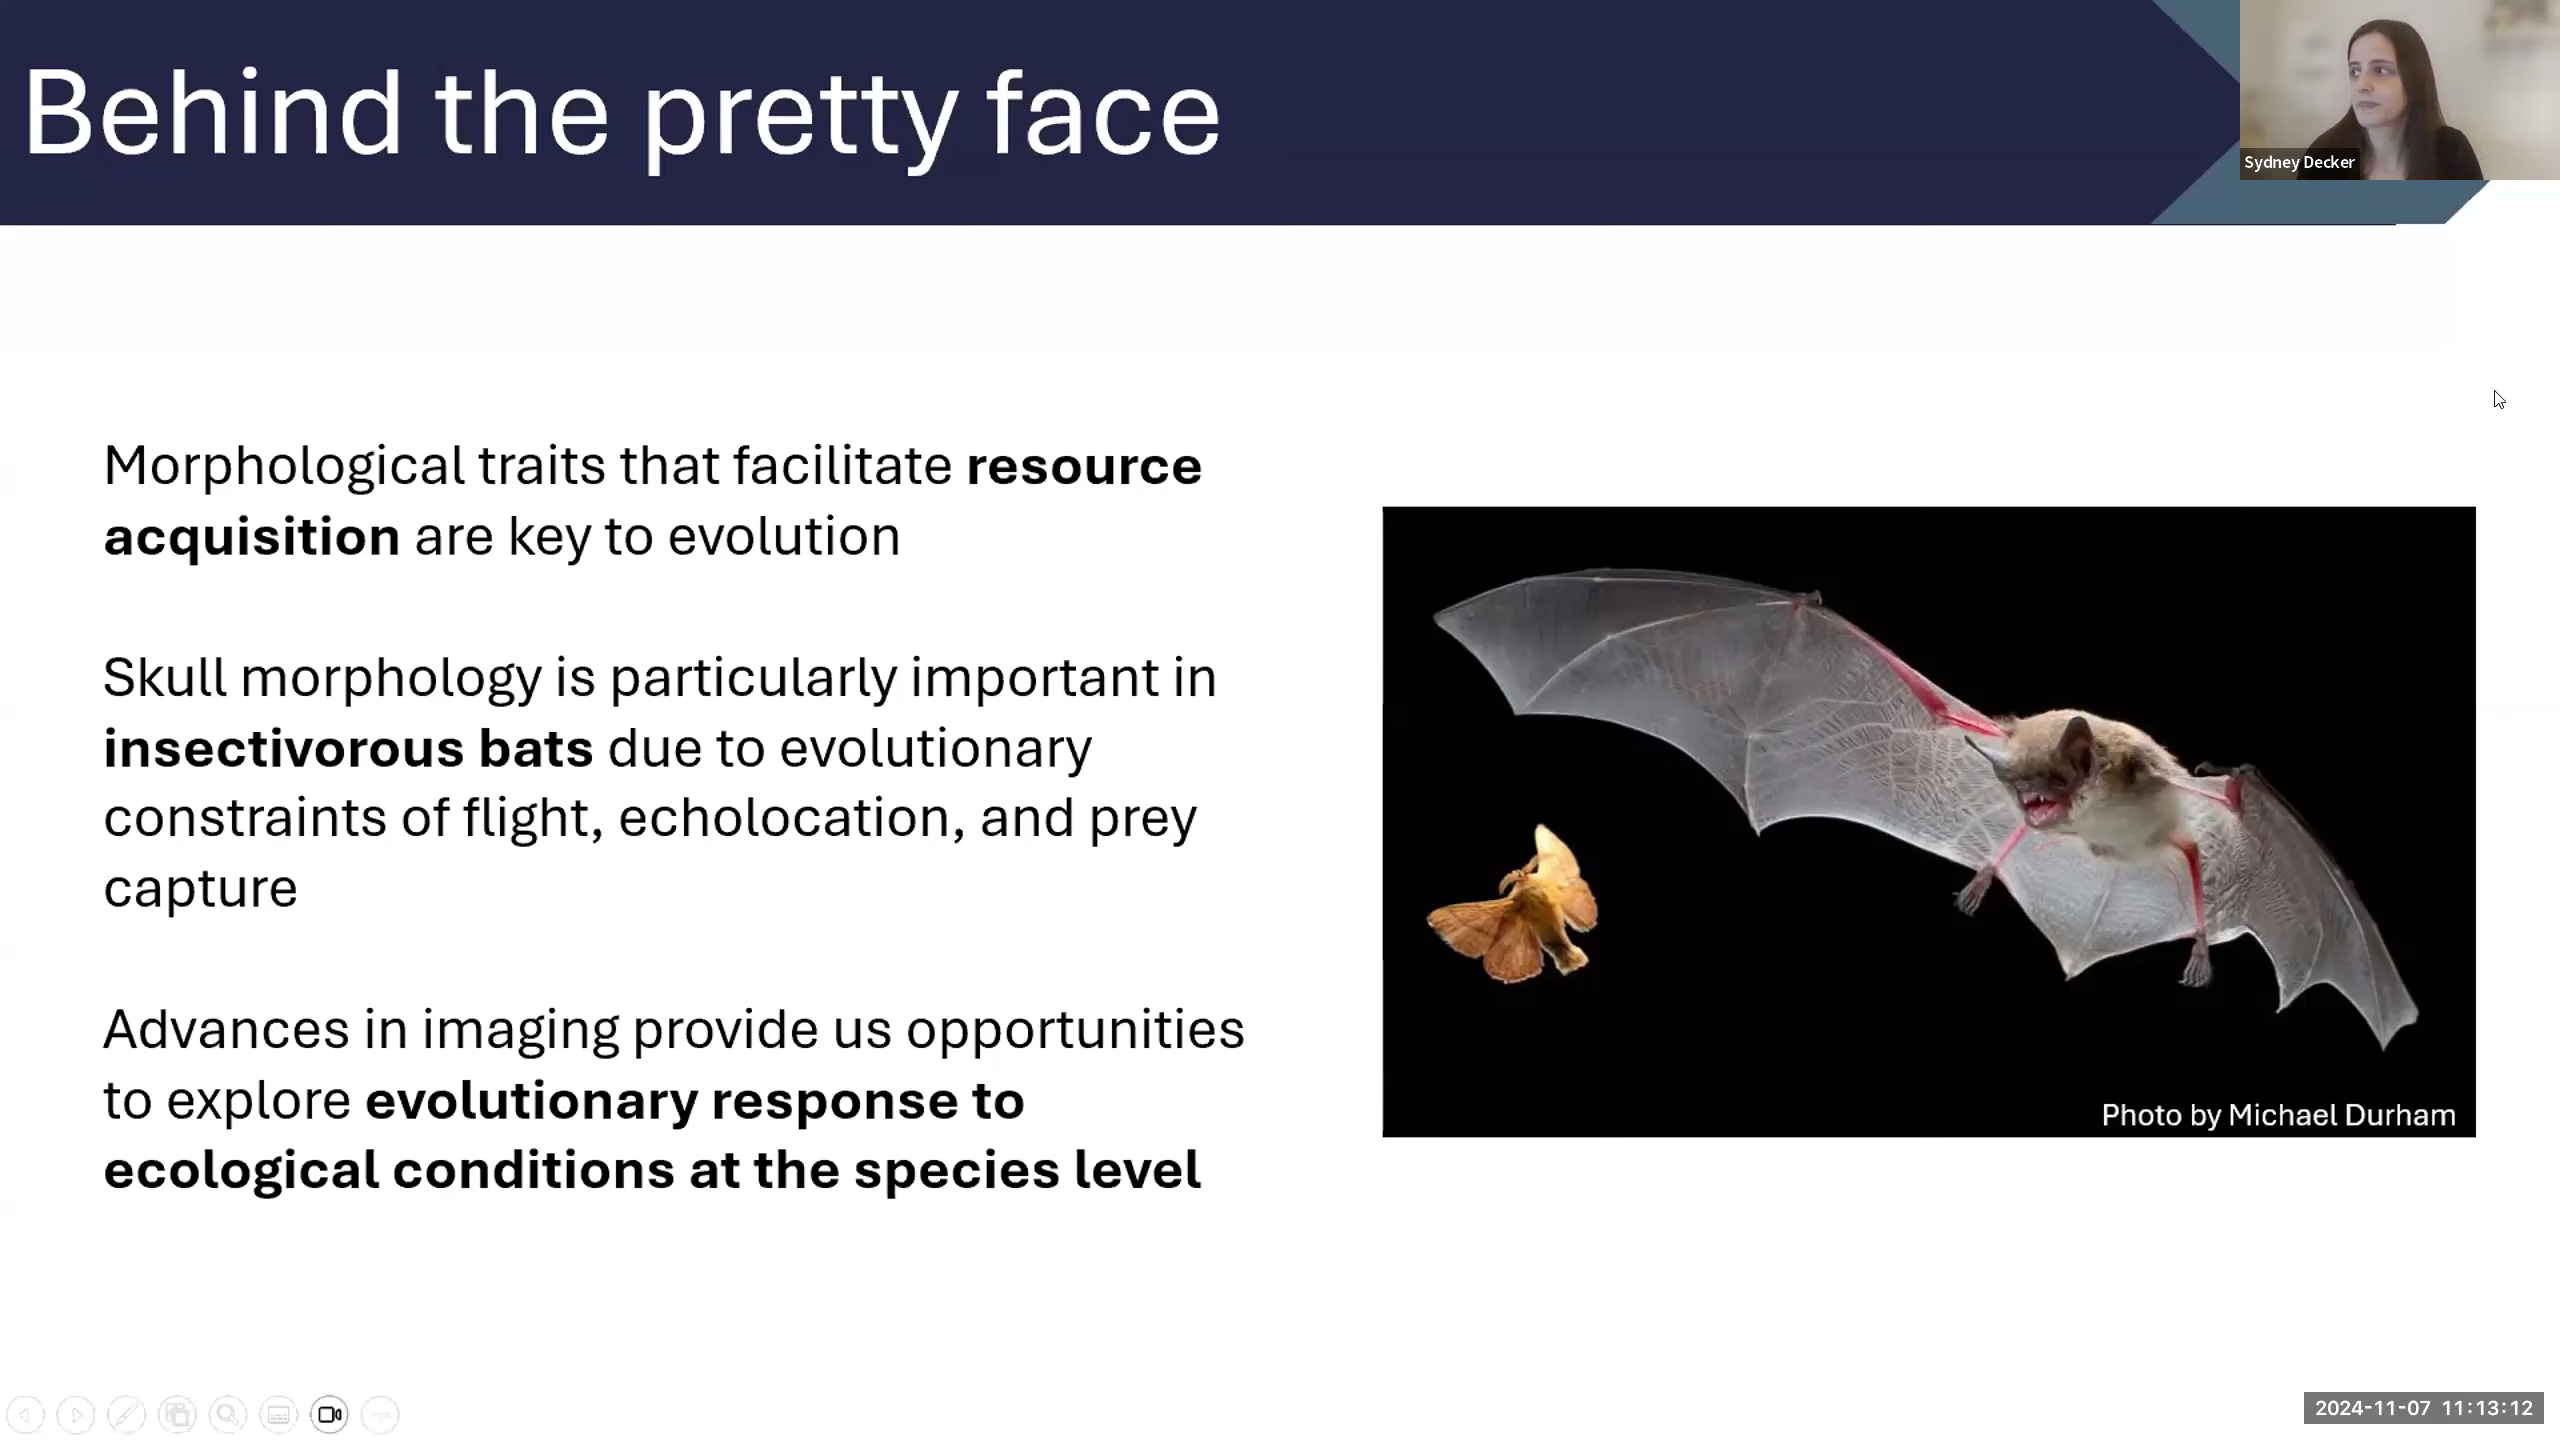 Behind the pretty face
Sydney Decker
Morphological traits that facilitate resource
acquisition are key to evolution
Skull morphology is particularly important in
insectivorous bats due to evolutionary
constraints of flight, echolocation, and prey
capture
Advances in imaging provide us opportunities
to explore evolutionary response to
ecological conditions at the species level
Photo by Michael Durham
2024-11-07 11:13:12